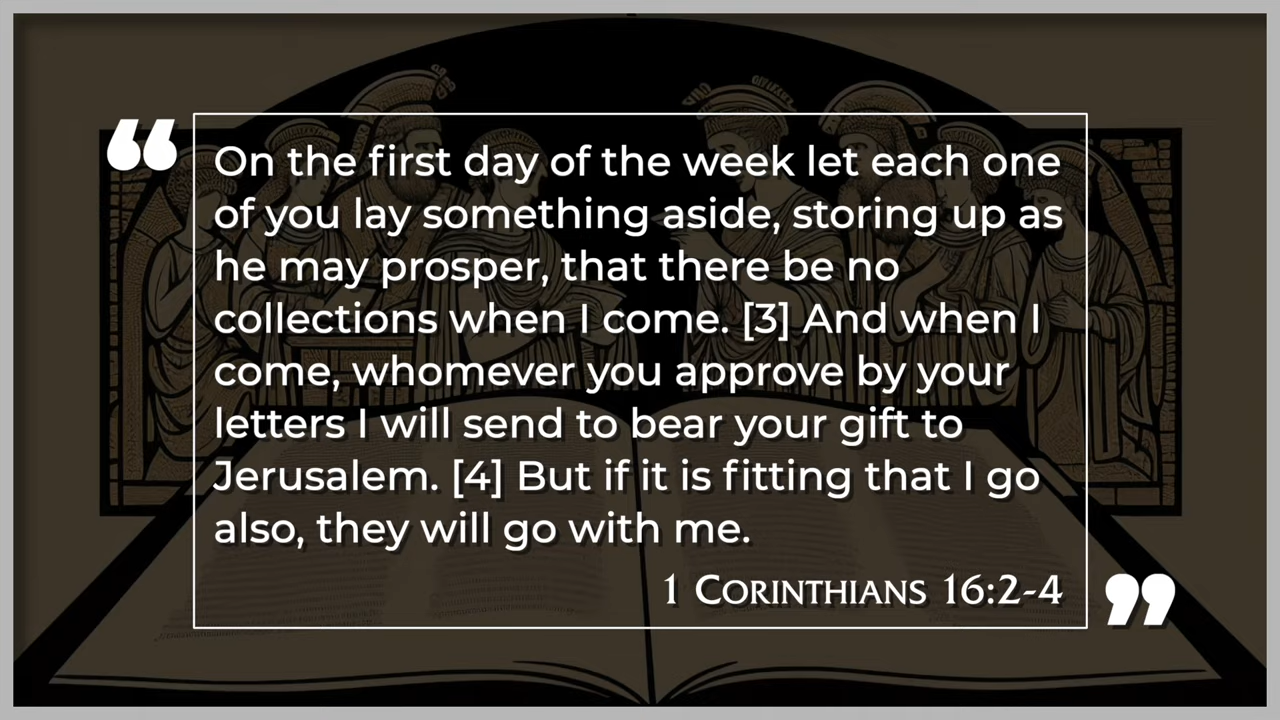 “
On the first day of the week let each one
of you lay something aside, storing up as
he may prosper, that there be no
collections when I come. [3] And when I
come, whomever you approve by your
letters I will send to bear your gift to
Jerusalem. [4] But if it is fitting that I go
also, they will go with me.
1 Corinthians 16:2-4
”